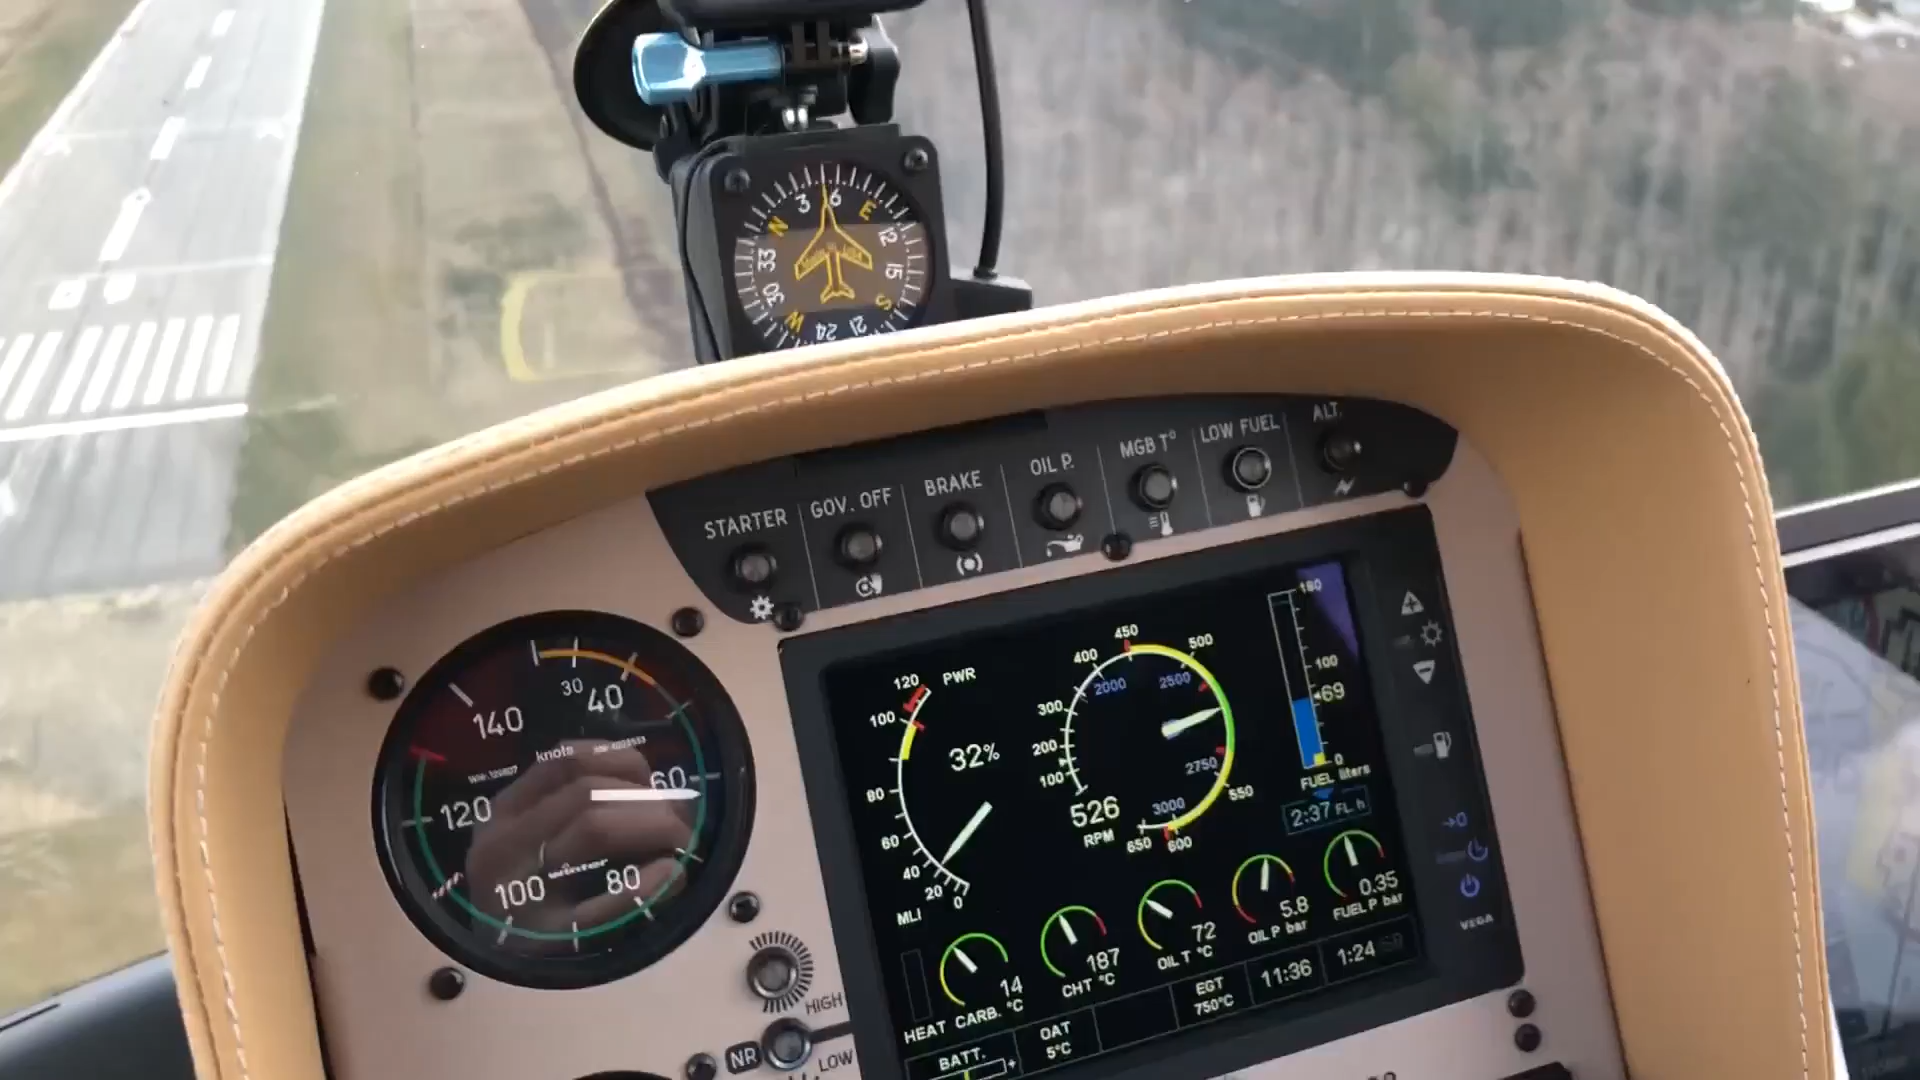 3 6
N E
33 12
30 15
W S
24 21
STARTER
GOV. OFF
BRAKE
OIL P.
MGB T°
LOW FUEL
ALT.
30
40
140
knots
60
120
winter
100
80
120
PWR
100
32%
80
60
40
20
0
MLI
450
400
500
2000
2500
300
200
100
2750
526
RPM
3000
550
650
600
180
100
69
0
FUEL liters
2:37 FL.h
14
CARB. °C
HEAT
187
CHT °C
72
OIL T °C
5.8
OIL P bar
0.35
FUEL P bar
BATT.
+
OAT
5°C
EGT
750°C
11:36
1:24
→0
VEGA
HIGH
NR
LOW